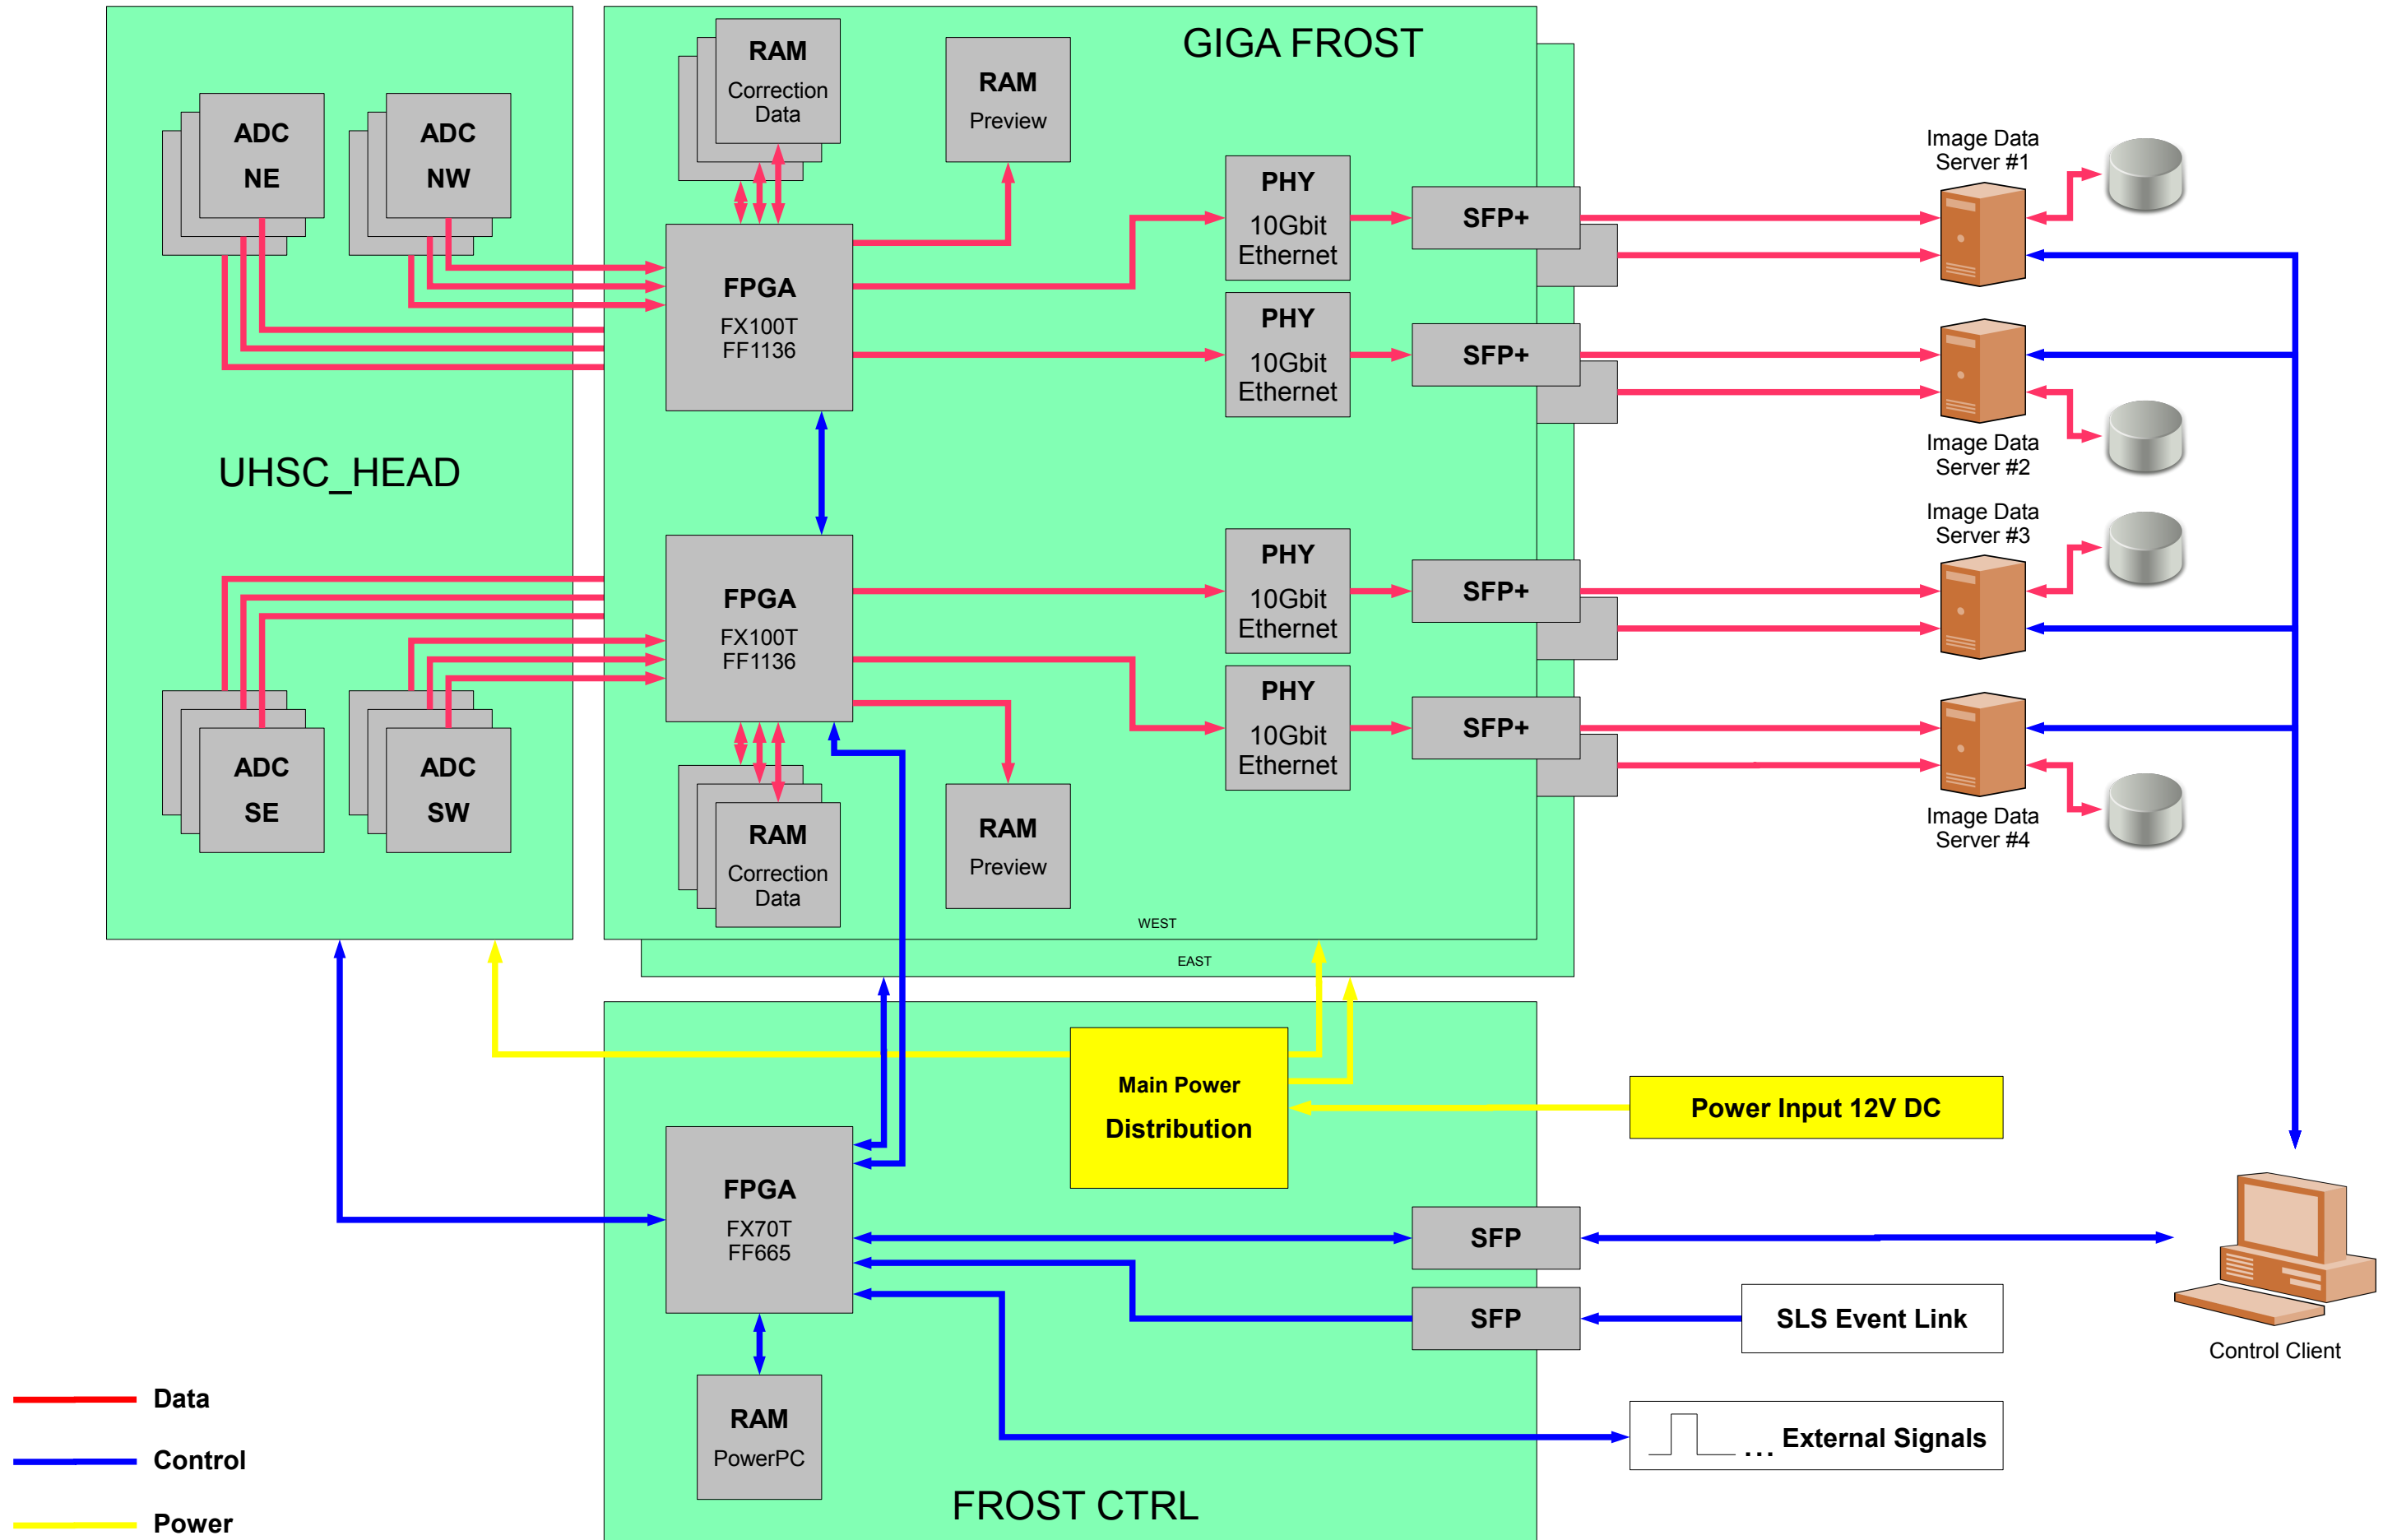 GIGA FROST
RAM
Correction
Data
RAM
Preview
ADC
NE
ADC
NW
PHY
10Gbit
Ethernet
SFP+
Image Data
Server #1
FPGA
FX100T
FF1136
PHY
10Gbit
Ethernet
SFP+
Image Data
Server #2
UHSC_HEAD
FPGA
FX100T
FF1136
PHY
10Gbit
Ethernet
SFP+
Image Data
Server #3
PHY
10Gbit
Ethernet
SFP+
Image Data
Server #4
ADC
SE
ADC
SW
RAM
Correction
Data
RAM
Preview
WEST
EAST
Main Power
Distribution
Power Input 12V DC
FPGA
FX70T
FF665
SFP
SFP
SLS Event Link
Control Client
RAM
PowerPC
... External Signals
FROST CTRL
Data
Control
Power